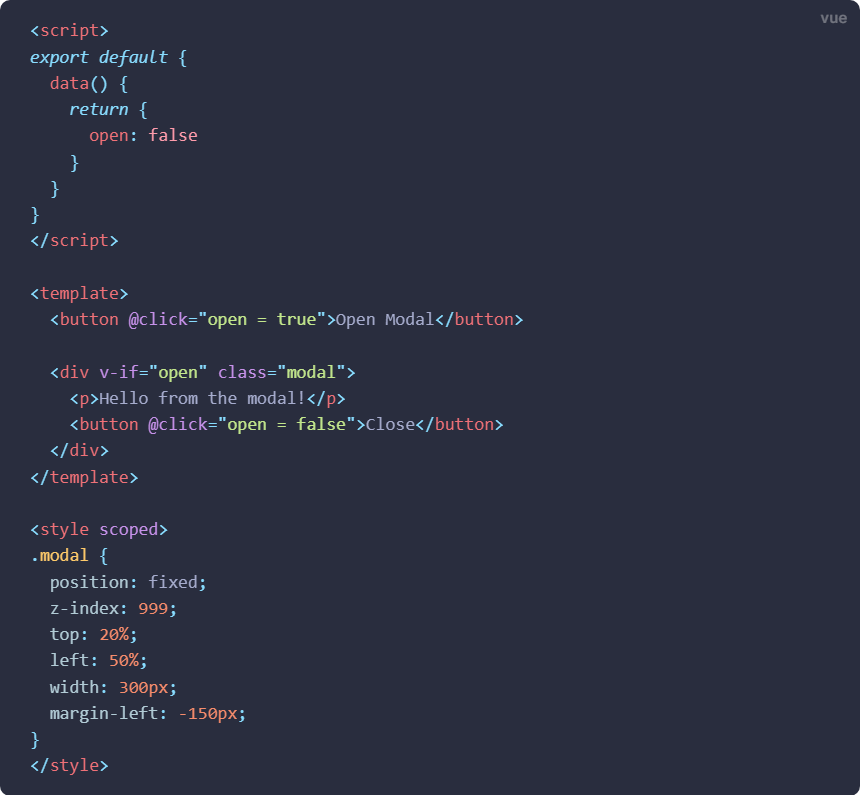 vue
<script>
export default {
  data() {
    return {
      open: false
    }
  }
}
</script>

<template>
  <button @click="open = true">Open Modal</button>

  <div v-if="open" class="modal">
    <p>Hello from the modal!</p>
    <button @click="open = false">Close</button>
  </div>
</template>

<style scoped>
.modal {
  position: fixed;
  z-index: 999;
  top: 20%;
  left: 50%;
  width: 300px;
  margin-left: -150px;
}
</style>